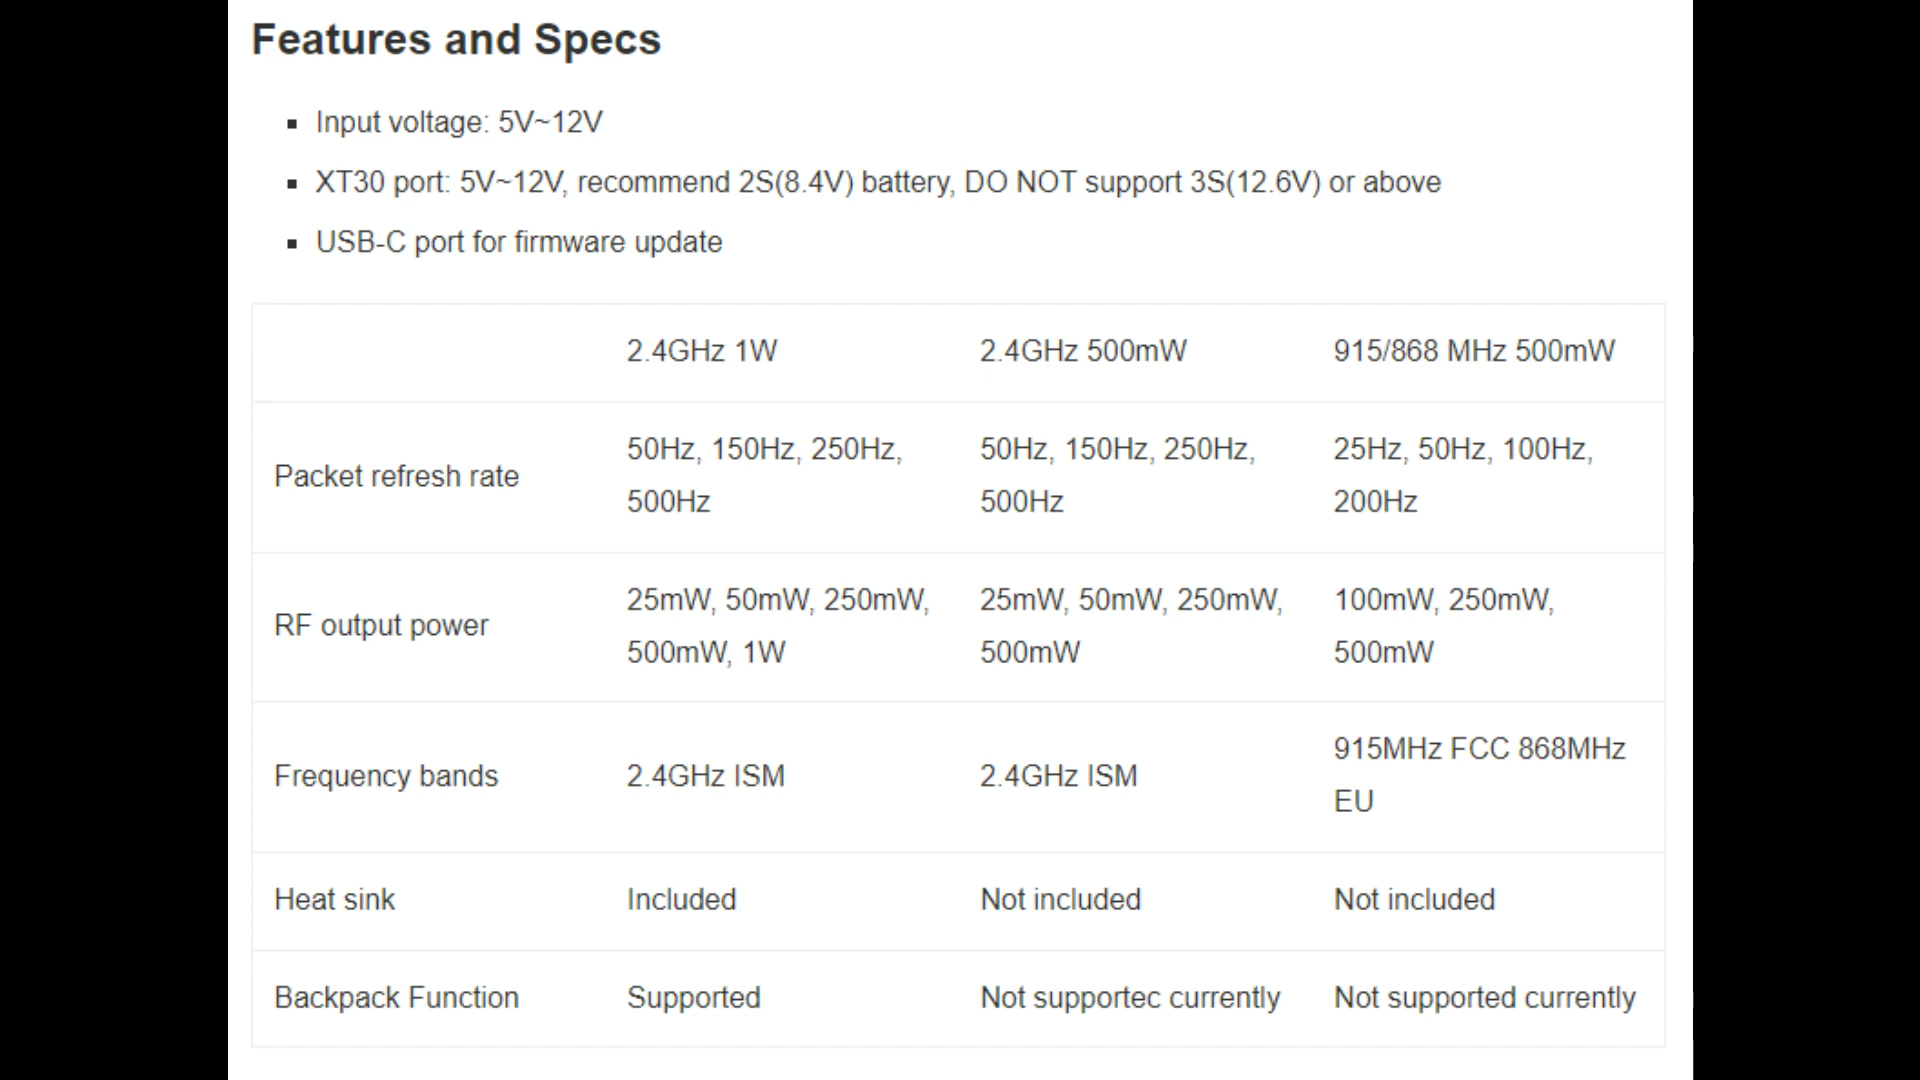 Features and Specs
Input voltage: 5V~12V
XT30 port: 5V~12V, recommend 2S(8.4V) battery, DO NOT support 3S(12.6V) or above
USB-C port for firmware update
2.4GHz 1W 2.4GHz 500mW 915/868 MHz 500mW
Packet refresh rate
50Hz, 150Hz, 250Hz,
500Hz
50Hz, 150Hz, 250Hz,
500Hz
25Hz, 50Hz, 100Hz,
200Hz
RF output power
25mW, 50mW, 250mW,
500mW, 1W
25mW, 50mW, 250mW,
500mW
100mW, 250mW,
500mW
Frequency bands
2.4GHz ISM
2.4GHz ISM
915MHz FCC 868MHz
EU
Heat sink Included Not included Not included
Backpack Function Supported Not supportec currently Not supported currently